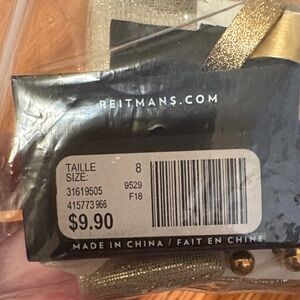 REITMANS.COM
TAILLE
SIZE: 8
31619505 9529
415773966 F18
$9.90
MADE IN CHINA / FAIT EN CHINE